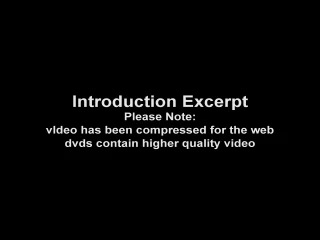 Introduction Excerpt
Please Note:
vIdeo has been compressed for the web
dvds contain higher quality video